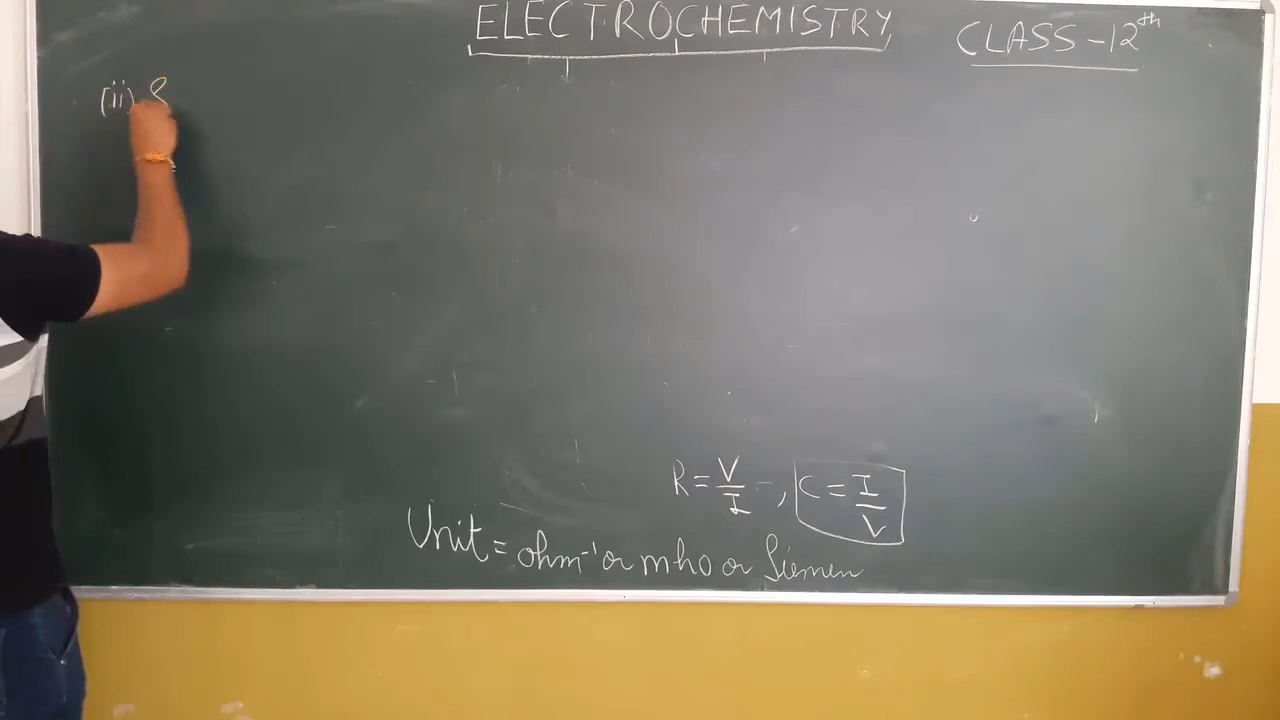 ELECTROCHEMISTRY
CLASS-12th
(ii) S
R = V/I , C = I/V
Unit = ohm⁻¹ or mho or Siemen